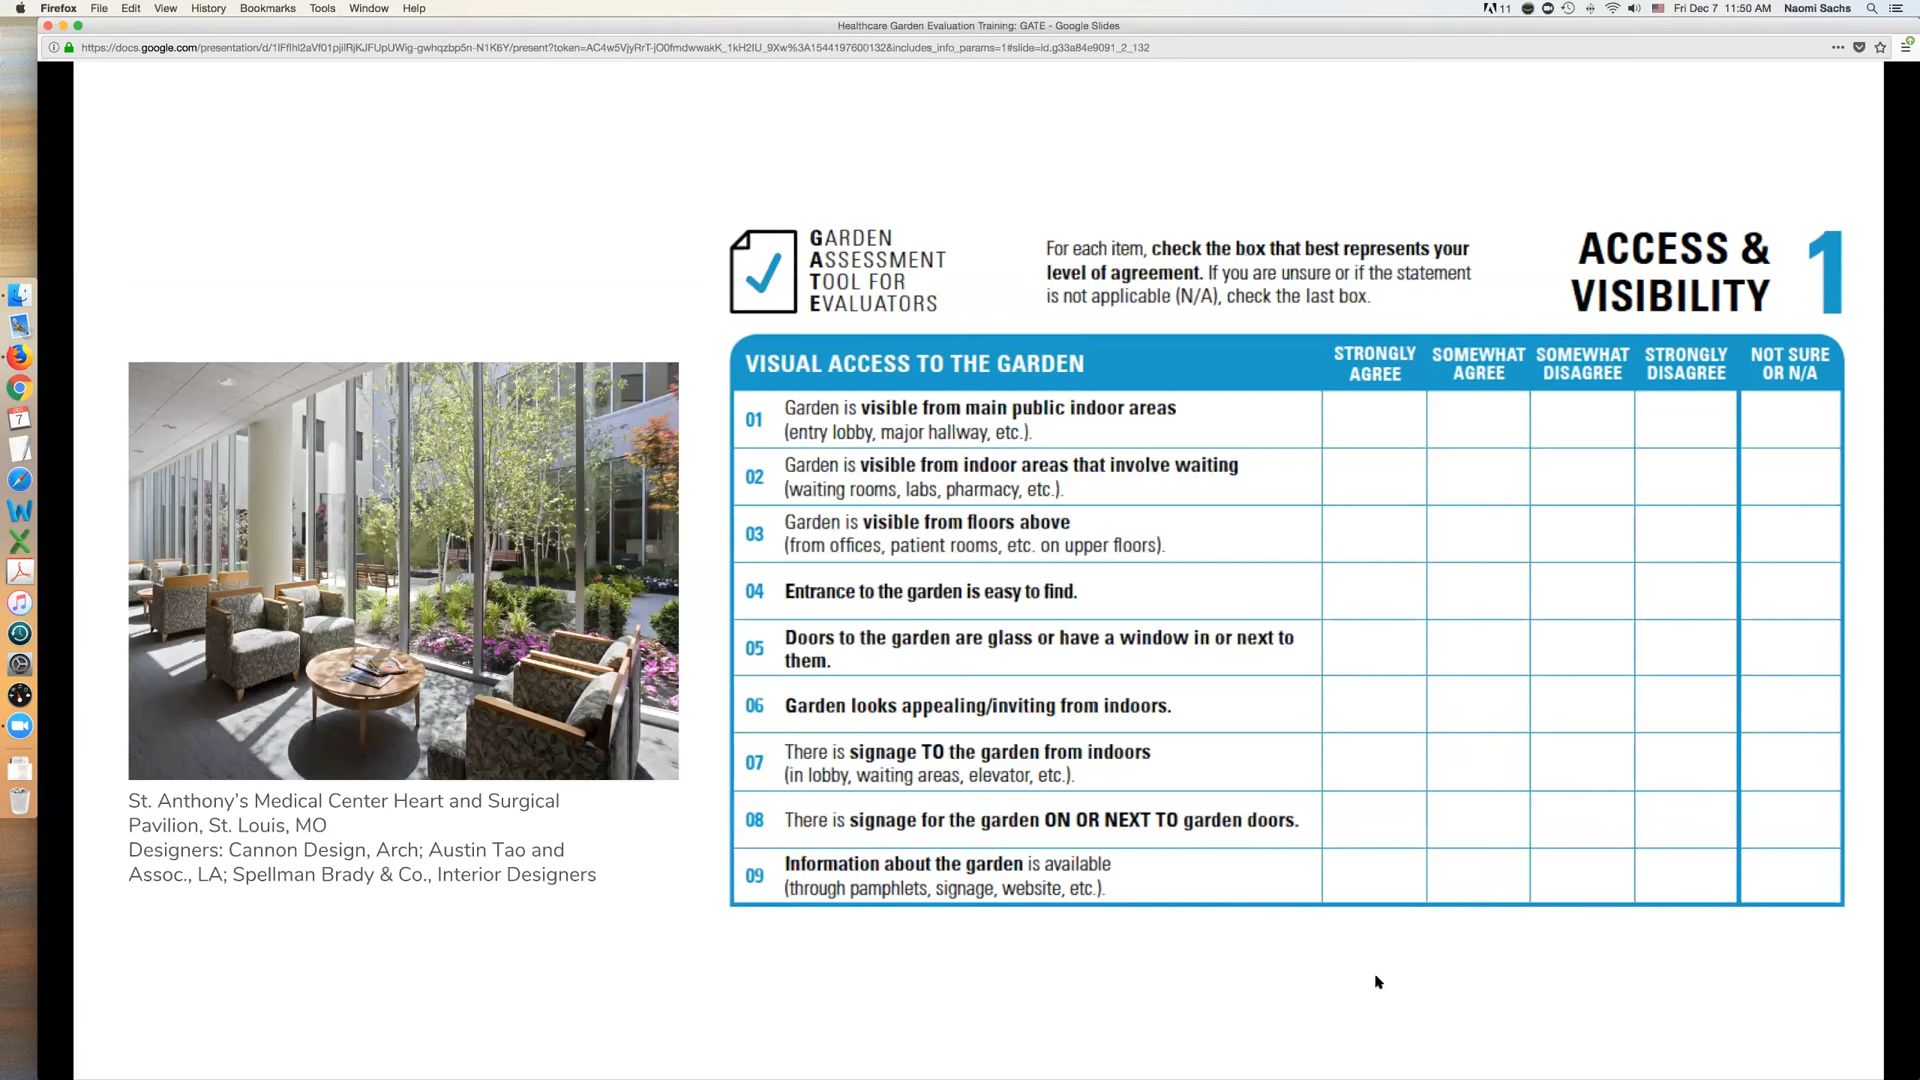 Firefox File Edit View History Bookmarks Tools Window Help
11
Fri Dec 7 11:50 AM Naomi Sachs
Healthcare Garden Evaluation Training: GATE - Google Slides
GARDEN
ASSESSMENT
TOOL FOR
EVALUATORS
For each item, check the box that best represents your
level of agreement. If you are unsure or if the statement
is not applicable (N/A), check the last box.
ACCESS &
VISIBILITY
1
VISUAL ACCESS TO THE GARDEN
STRONGLY
AGREE
SOMEWHAT
AGREE
SOMEWHAT
DISAGREE
STRONGLY
DISAGREE
NOT SURE
OR N/A
01 Garden is visible from main public indoor areas
(entry lobby, major hallway, etc.).
02 Garden is visible from indoor areas that involve waiting
(waiting rooms, labs, pharmacy, etc.).
03 Garden is visible from floors above
(from offices, patient rooms, etc. on upper floors).
04 Entrance to the garden is easy to find.
05 Doors to the garden are glass or have a window in or next to
them.
06 Garden looks appealing/inviting from indoors.
07 There is signage TO the garden from indoors
(in lobby, waiting areas, elevator, etc.).
08 There is signage for the garden ON OR NEXT TO garden doors.
09 Information about the garden is available
(through pamphlets, signage, website, etc.).
St. Anthony's Medical Center Heart and Surgical
Pavilion, St. Louis, MO
Designers: Cannon Design, Arch; Austin Tao and
Assoc., LA; Spellman Brady & Co., Interior Designers